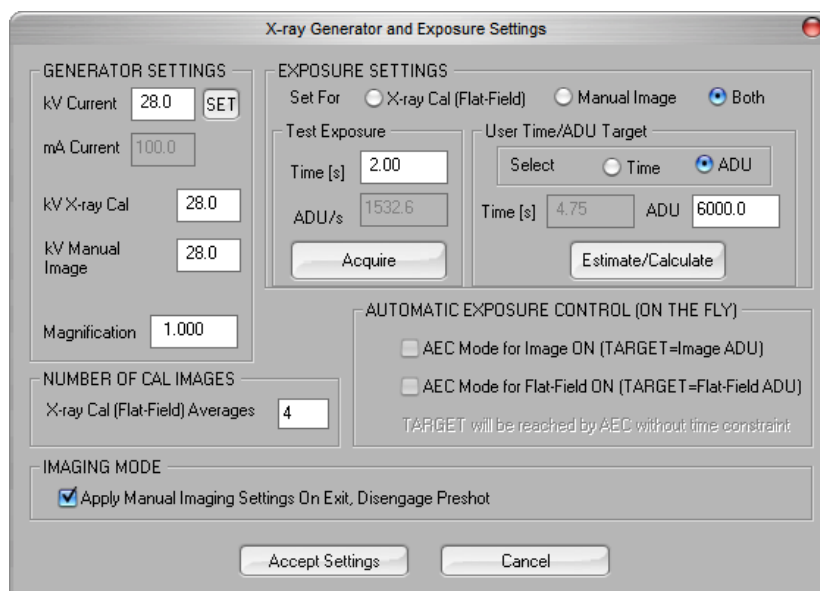 X-ray Generator and Exposure Settings
GENERATOR SETTINGS
kV Current 28.0 SET
mA Current 100.0
kV X-ray Cal 28.0
kV Manual
Image 28.0
Magnification 1.000
EXPOSURE SETTINGS
Set For X-ray Cal (Flat-Field) Manual Image Both
Test Exposure
Time [s] 2.00
ADU/s 1532.6
Acquire
User Time/ADU Target
Select Time ADU
Time [s] 4.75 ADU 6000.0
Estimate/Calculate
AUTOMATIC EXPOSURE CONTROL (ON THE FLY)
AEC Mode for Image ON (TARGET=Image ADU)
AEC Mode for Flat-Field ON (TARGET=Flat-Field ADU)
TARGET will be reached by AEC without time constraint
NUMBER OF CAL IMAGES
X-ray Cal (Flat-Field) Averages 4
IMAGING MODE
Apply Manual Imaging Settings On Exit, Disengage Preshot
Accept Settings Cancel